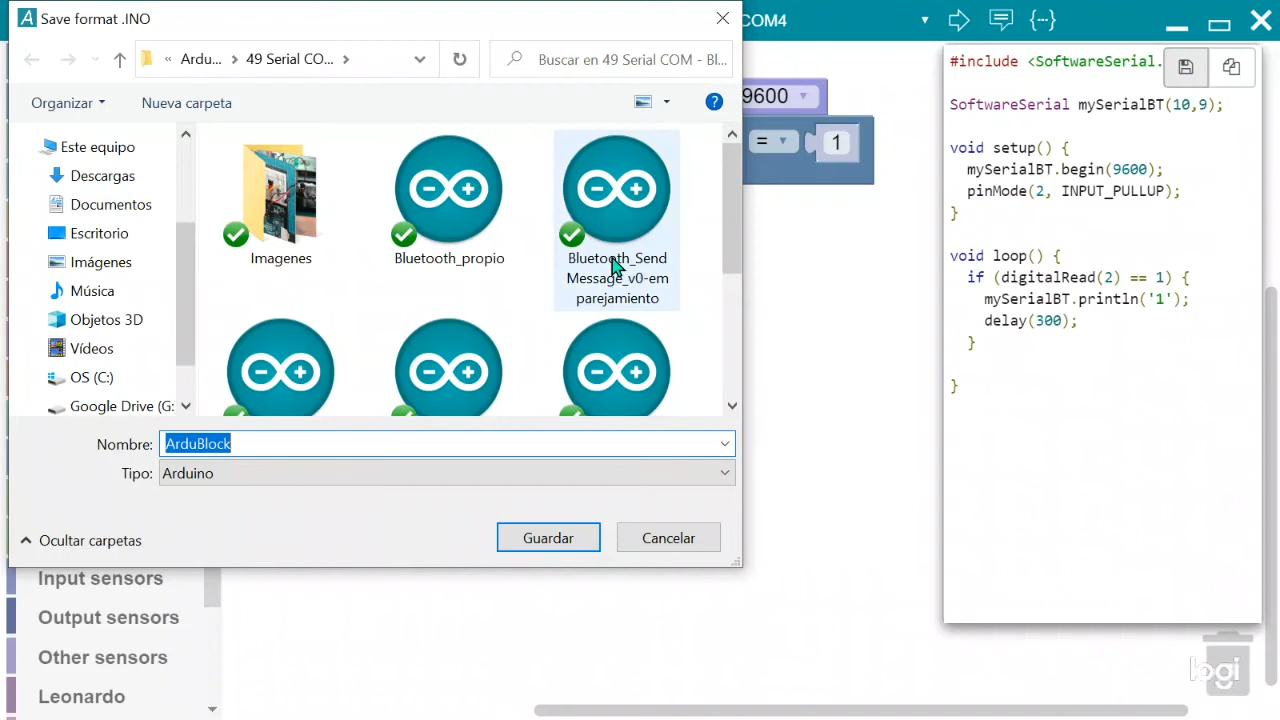 Save format .INO
COM4
« Ardu... > 49 Serial CO... >
Buscar en 49 Serial COM - Bl...
Organizar
Nueva carpeta
Este equipo
Descargas
Documentos
Escritorio
Imágenes
Música
Objetos 3D
Vídeos
OS (C:)
Google Drive (G:
Imagenes
Bluetooth_propio
Bluetooth_Send
Message_v0-em
parejamiento
Nombre: ArduBlock
Tipo: Arduino
Ocultar carpetas
Guardar
Cancelar
9600
= 1
Input sensors
Output sensors
Other sensors
Leonardo
#include <SoftwareSerial.
SoftwareSerial mySerialBT(10,9);
void setup() {
mySerialBT.begin(9600);
pinMode(2, INPUT_PULLUP);
}
void loop() {
if (digitalRead(2) == 1) {
mySerialBT.println('1');
delay(300);
}
}
logi